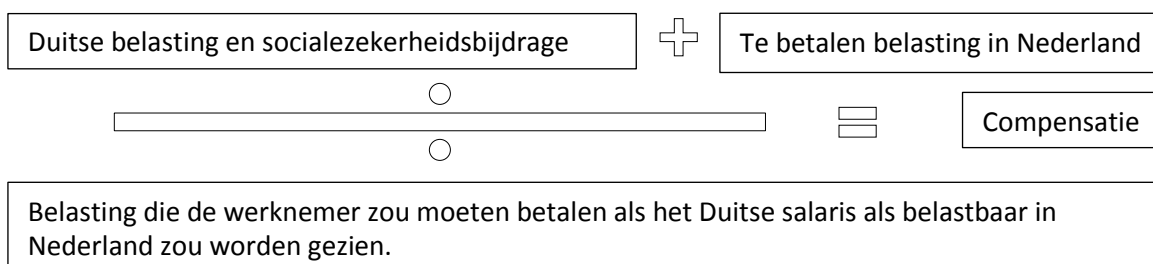 Duitse belasting en socialezekerheidsbijdrage
Te betalen belasting in Nederland
Compensatie
Belasting die de werknemer zou moeten betalen als het Duitse salaris als belastbaar in
Nederland zou worden gezien.